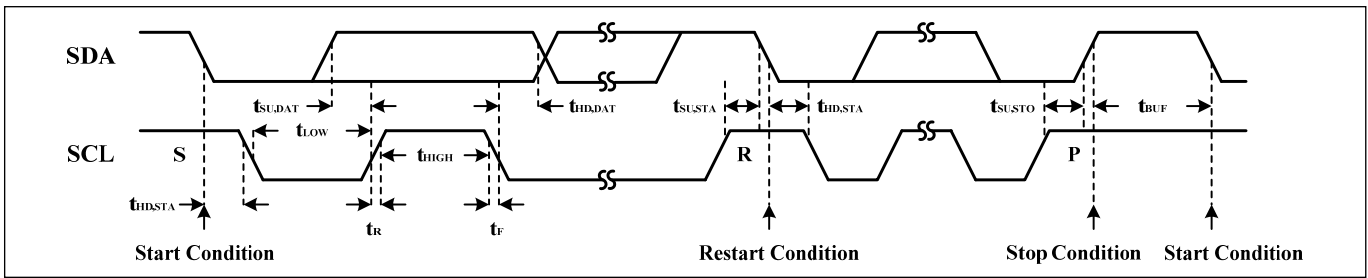 SDA
tSU,DAT tHD,DAT tSU,STA tHD,STA tSU,STO tBUF
tLOW
SCL S tHIGH R P
tHD,STA
tR tF
Start Condition Restart Condition Stop Condition Start Condition